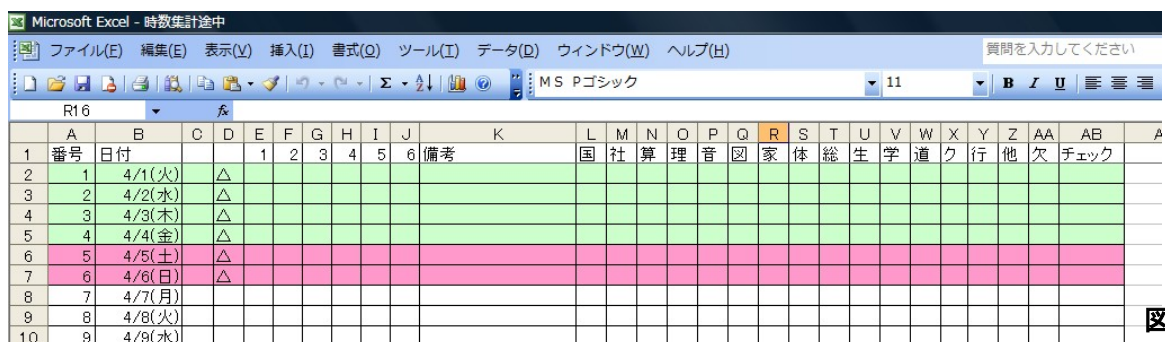 Microsoft Excel - 時数集計途中
ファイル(F) 編集(E) 表示(V) 挿入(I) 書式(O) ツール(T) データ(D) ウィンドウ(W) ヘルプ(H) 質問を入力してください
Σ MS Pゴシック 11 B I U
R16 fx
A B C D E F G H I J K L M N O P Q R S T U V W X Y Z AA AB
1 番号 日付 1 2 3 4 5 6 備考 国 社 算 理 音 図 家 体 総 生 学 道 ク 行 他 欠 チェック
2 1 4/1(火) △
3 2 4/2(水) △
4 3 4/3(木) △
5 4 4/4(金) △
6 5 4/5(土) △
7 6 4/6(日) △
8 7 4/7(月)
9 8 4/8(火)
10 9 4/9(水)
図